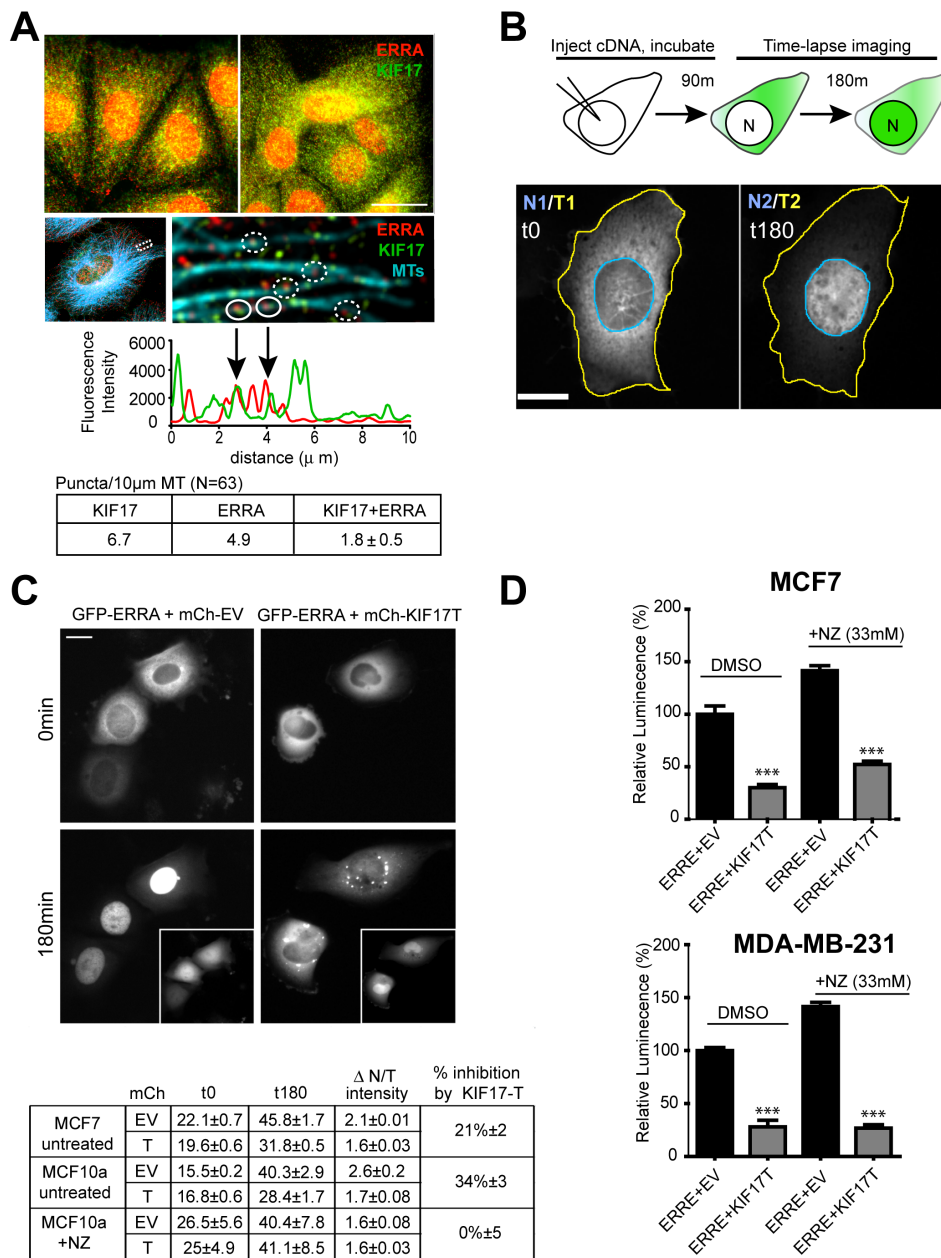 A
ERRA
KIF17
ERRA
KIF17
MTs
Fluorescence
Intensity
6000
4000
2000
0
0 2 4 6 8 10
distance (μ m)
Puncta/10μm MT (N=63)
KIF17 ERRA KIF17+ERRA
6.7 4.9 1.8 ± 0.5
B
Inject cDNA, incubate Time-lapse imaging
90m 180m
N N
N1/T1 N2/T2
t0 t180
C
GFP-ERRA + mCh-EV GFP-ERRA + mCh-KIF17T
0min
180min
mCh t0 t180 Δ N/T intensity % inhibition by KIF17-T
MCF7 untreated EV 22.1±0.7 45.8±1.7 2.1±0.01 21%±2
T 19.6±0.6 31.8±0.5 1.6±0.03
MCF10a untreated EV 15.5±0.2 40.3±2.9 2.6±0.2 34%±3
T 16.8±0.6 28.4±1.7 1.7±0.08
MCF10a +NZ EV 26.5±5.6 40.4±7.8 1.6±0.08 0%±5
T 25±4.9 41.1±8.5 1.6±0.03
D
MCF7
Relative Luminecence (%)
200
150
100
50
0
DMSO
+NZ (33mM)
*** ***
ERRE+EV ERRE+KIF17T ERRE+EV ERRE+KIF17T
MDA-MB-231
Relative Luminecence (%)
200
150
100
50
0
DMSO
+NZ (33mM)
*** ***
ERRE+EV ERRE+KIF17T ERRE+EV ERRE+KIF17T